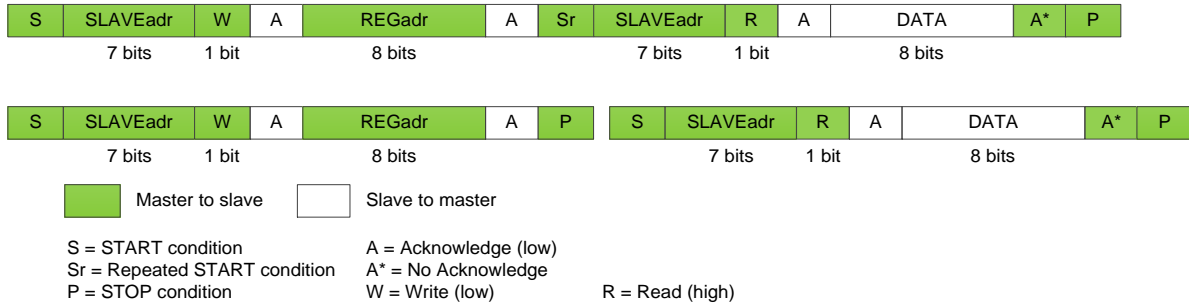 S SLAVEadr W A REGadr A Sr SLAVEadr R A DATA A* P
7 bits 1 bit 8 bits 7 bits 1 bit 8 bits
S SLAVEadr W A REGadr A P S SLAVEadr R A DATA A* P
7 bits 1 bit 8 bits 7 bits 1 bit 8 bits
Master to slave Slave to master
S = START condition A = Acknowledge (low)
Sr = Repeated START condition A* = No Acknowledge
P = STOP condition W = Write (low) R = Read (high)